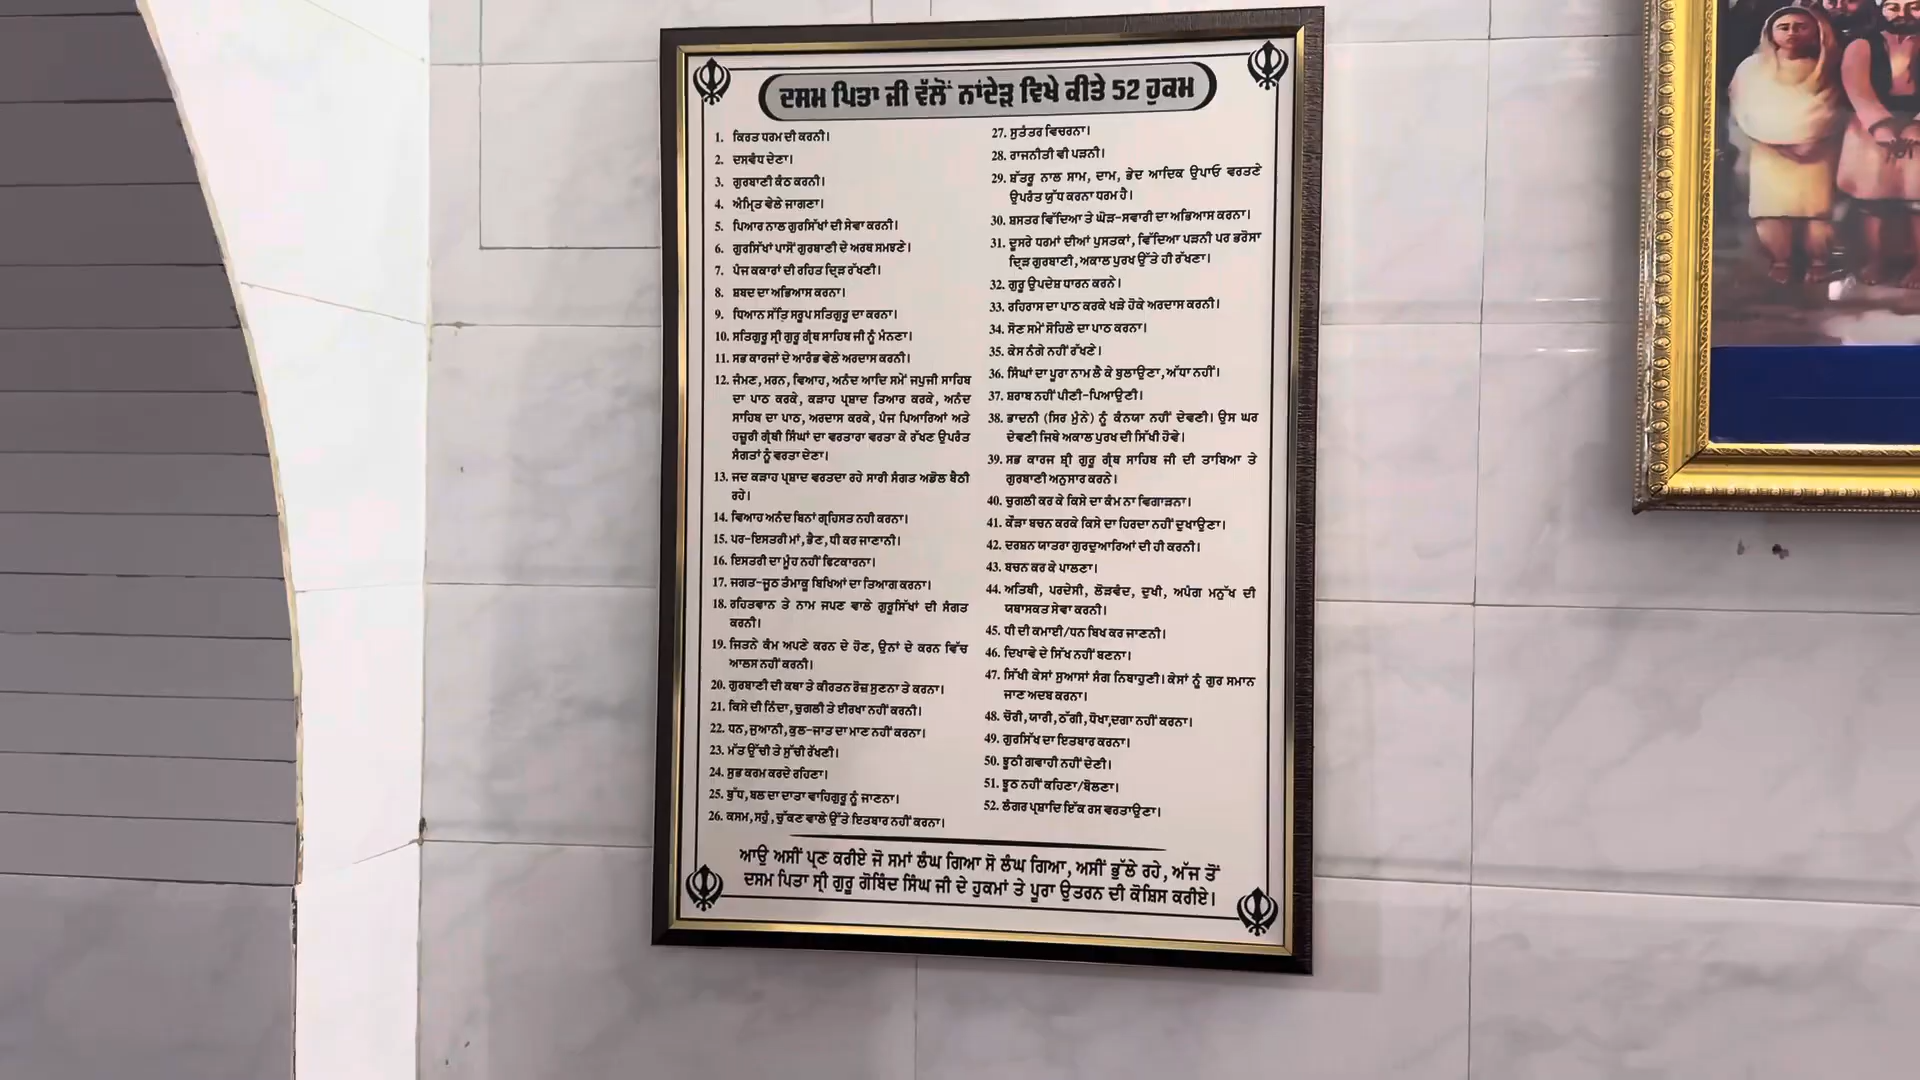 ਦਸਮ ਪਿਤਾ ਜੀ ਵੱਲੋਂ ਨਾਂਦੇੜ ਵਿਖੇ ਕੀਤੇ 52 ਹੁਕਮ
1. ਕਿਰਤ ਧਰਮ ਦੀ ਕਰਨੀ।
2. ਦਸਵੰਧ ਦੇਣਾ।
3. ਗੁਰਬਾਣੀ ਕੰਠ ਕਰਨੀ।
4. ਅੰਮ੍ਰਿਤ ਵੇਲੇ ਜਾਗਣਾ।
5. ਪਿਆਰ ਨਾਲ ਗੁਰਸਿੱਖਾਂ ਦੀ ਸੇਵਾ ਕਰਨੀ।
6. ਗੁਰਸਿੱਖਾਂ ਪਾਸੋਂ ਗੁਰਬਾਣੀ ਦੇ ਅਰਥ ਸਮਝਣੇ।
7. ਪੰਜ ਕਕਾਰਾਂ ਦੀ ਰਹਿਤ ਦ੍ਰਿੜ ਰੱਖਣੀ।
8. ਸ਼ਬਦ ਦਾ ਅਭਿਆਸ ਕਰਨਾ।
9. ਧਿਆਨ ਸੱਤਿ ਸਰੂਪ ਸਤਿਗੁਰੂ ਦਾ ਕਰਨਾ।
10. ਸਤਿਗੁਰੂ ਸ੍ਰੀ ਗੁਰੂ ਗ੍ਰੰਥ ਸਾਹਿਬ ਜੀ ਨੂੰ ਮੰਨਣਾ।
11. ਸਭ ਕਾਰਜਾਂ ਦੇ ਆਰੰਭ ਵੇਲੇ ਅਰਦਾਸ ਕਰਨੀ।
12. ਜੰਮਣ, ਮਰਨ, ਵਿਆਹ, ਅਨੰਦ ਆਦਿ ਸਮੇਂ ਜਪੁਜੀ ਸਾਹਿਬ
ਦਾ ਪਾਠ ਕਰਕੇ, ਕੜਾਹ ਪ੍ਰਸ਼ਾਦ ਤਿਆਰ ਕਰਕੇ, ਅਨੰਦ
ਸਾਹਿਬ ਦਾ ਪਾਠ, ਅਰਦਾਸ ਕਰਕੇ, ਪੰਜ ਪਿਆਰਿਆਂ ਅਤੇ
ਹਜ਼ੂਰੀ ਗ੍ਰੰਥੀ ਸਿੰਘਾਂ ਦਾ ਵਰਤਾਰਾ ਵਰਤਾ ਕੇ ਰੱਖਣ ਉਪਰੰਤ
ਸੰਗਤਾਂ ਨੂੰ ਵਰਤਾ ਦੇਣਾ।
13. ਜਦ ਕੜਾਹ ਪ੍ਰਸ਼ਾਦ ਵਰਤਦਾ ਰਹੇ ਸਾਰੀ ਸੰਗਤ ਅਡੋਲ ਬੈਠੀ
ਰਹੇ।
14. ਵਿਆਹ ਅਨੰਦ ਬਿਨਾਂ ਗ੍ਰਹਿਸਤ ਨਹੀ ਕਰਨਾ।
15. ਪਰ-ਇਸਤਰੀ ਮਾਂ, ਭੈਣ, ਧੀ ਕਰ ਜਾਣਾਨੀ।
16. ਇਸਤਰੀ ਦਾ ਮੂੰਹ ਨਹੀਂ ਫਿਟਕਾਰਨਾ।
17. ਜਗਤ-ਜੂਠ ਤੰਮਾਕੂ ਬਿਖਿਆਂ ਦਾ ਤਿਆਗ ਕਰਨਾ।
18. ਰਹਿਤਵਾਨ ਤੇ ਨਾਮ ਜਪਣ ਵਾਲੇ ਗੁਰੂਸਿੱਖਾਂ ਦੀ ਸੰਗਤ
ਕਰਨੀ।
19. ਜਿਤਨੇ ਕੰਮ ਅਪਣੇ ਕਰਨ ਦੇ ਹੋਣ, ਉਨਾਂ ਦੇ ਕਰਨ ਵਿੱਚ
ਆਲਸ ਨਹੀਂ ਕਰਨੀ।
20. ਗੁਰਬਾਣੀ ਦੀ ਕਥਾ ਤੇ ਕੀਰਤਨ ਰੋਜ਼ ਸੁਣਨਾ ਤੇ ਕਰਨਾ।
21. ਕਿਸੇ ਦੀ ਨਿੰਦਾ, ਚੁਗਲੀ ਤੇ ਈਰਖਾ ਨਹੀਂ ਕਰਨੀ।
22. ਧਨ, ਜੁਆਨੀ, ਕੁਲ-ਜਾਤ ਦਾ ਮਾਣ ਨਹੀਂ ਕਰਨਾ।
23. ਮੱਤ ਉੱਚੀ ਤੇ ਸੁੱਚੀ ਰੱਖਣੀ।
24. ਸ਼ੁਭ ਕਰਮ ਕਰਦੇ ਰਹਿਣਾ।
25. ਬੁੱਧ, ਬਲ ਦਾ ਦਾਤਾ ਵਾਹਿਗੁਰੂ ਨੂੰ ਜਾਣਨਾ।
26. ਕਸਮ, ਸਹੁੰ, ਚੁੱਕਣ ਵਾਲੇ ਉੱਤੇ ਇਤਬਾਰ ਨਹੀਂ ਕਰਨਾ।
27. ਸੁਤੰਤਰ ਵਿਚਰਨਾ।
28. ਰਾਜਨੀਤੀ ਵੀ ਪੜਨੀ।
29. ਸ਼ੱਤਰੂ ਨਾਲ ਸਾਮ, ਦਾਮ, ਭੇਦ ਆਦਿਕ ਉਪਾਓ ਵਰਤਣੇ
ਉਪਰੰਤ ਯੁੱਧ ਕਰਨਾ ਧਰਮ ਹੈ।
30. ਸ਼ਸਤਰ ਵਿੱਦਿਆ ਤੇ ਘੋੜ-ਸਵਾਰੀ ਦਾ ਅਭਿਆਸ ਕਰਨਾ।
31. ਦੂਸਰੇ ਧਰਮਾਂ ਦੀਆਂ ਪੁਸਤਕਾਂ, ਵਿੱਦਿਆ ਪੜਨੀ ਪਰ ਭਰੋਸਾ
ਦ੍ਰਿੜ ਗੁਰਬਾਣੀ, ਅਕਾਲ ਪੁਰਖ ਉੱਤੇ ਹੀ ਰੱਖਣਾ।
32. ਗੁਰੂ ਉਪਦੇਸ਼ ਧਾਰਨ ਕਰਨੇ।
33. ਰਹਿਰਾਸ ਦਾ ਪਾਠ ਕਰਕੇ ਖੜੇ ਹੋਕੇ ਅਰਦਾਸ ਕਰਨੀ।
34. ਸੋਣ ਸਮੇਂ ਸੋਹਿਲੇ ਦਾ ਪਾਠ ਕਰਨਾ।
35. ਕੇਸ ਨੰਗੇ ਨਹੀਂ ਰੱਖਣੇ।
36. ਸਿੰਘਾਂ ਦਾ ਪੂਰਾ ਨਾਮ ਲੈ ਕੇ ਬੁਲਾਉਣਾ, ਅੱਧਾ ਨਹੀਂ।
37. ਸ਼ਰਾਬ ਨਹੀਂ ਪੀਣੀ-ਪਿਆਉਣੀ।
38. ਭਾਦਨੀ (ਸਿਰ ਮੁੰਨੇ) ਨੂੰ ਕੰਨਯਾ ਨਹੀਂ ਦੇਵਣੀ। ਉਸ ਘਰ
ਦੇਵਣੀ ਜਿਥੇ ਅਕਾਲ ਪੁਰਖ ਦੀ ਸਿੱਖੀ ਹੋਵੇ।
39. ਸਭ ਕਾਰਜ ਸ਼੍ਰੀ ਗੁਰੂ ਗ੍ਰੰਥ ਸਾਹਿਬ ਜੀ ਦੀ ਤਾਬਿਆ ਤੇ
ਗੁਰਬਾਣੀ ਅਨੁਸਾਰ ਕਰਨੇ।
40. ਚੁਗਲੀ ਕਰ ਕੇ ਕਿਸੇ ਦਾ ਕੰਮ ਨਾ ਵਿਗਾੜਨਾ।
41. ਕੌੜਾ ਬਚਨ ਕਰਕੇ ਕਿਸੇ ਦਾ ਹਿਰਦਾ ਨਹੀਂ ਦੁਖਾਉਣਾ।
42. ਦਰਸ਼ਨ ਯਾਤਰਾ ਗੁਰਦੁਆਰਿਆਂ ਦੀ ਹੀ ਕਰਨੀ।
43. ਬਚਨ ਕਰ ਕੇ ਪਾਲਣਾ।
44. ਅਤਿਥੀ, ਪਰਦੇਸੀ, ਲੋੜਵੰਦ, ਦੁਖੀ, ਅਪੰਗ ਮਨੁੱਖ ਦੀ
ਯਥਾਸਕਤ ਸੇਵਾ ਕਰਨੀ।
45. ਧੀ ਦੀ ਕਮਾਈ/ਧਨ ਬਿਖ ਕਰ ਜਾਣਨੀ।
46. ਦਿਖਾਵੇ ਦੇ ਸਿੱਖ ਨਹੀਂ ਬਣਨਾ।
47. ਸਿੱਖੀ ਕੇਸਾਂ ਸੁਆਸਾਂ ਸੰਗ ਨਿਬਾਹੁਣੀ। ਕੇਸਾਂ ਨੂੰ ਗੁਰ ਸਮਾਨ
ਜਾਣ ਅਦਬ ਕਰਨਾ।
48. ਚੋਰੀ, ਯਾਰੀ, ਠੱਗੀ, ਧੋਖਾ,ਦਗਾ ਨਹੀਂ ਕਰਨਾ।
49. ਗੁਰਸਿੱਖ ਦਾ ਇਤਬਾਰ ਕਰਨਾ।
50. ਝੂਠੀ ਗਵਾਹੀ ਨਹੀਂ ਦੇਣੀ।
51. ਝੂਠ ਨਹੀਂ ਕਹਿਣਾ/ਬੋਲਣਾ।
52. ਲੰਗਰ ਪ੍ਰਸ਼ਾਦਿ ਇੱਕ ਰਸ ਵਰਤਾਉਣਾ।
ਆਉ ਅਸੀਂ ਪ੍ਰਣ ਕਰੀਏ ਜੋ ਸਮਾਂ ਲੰਘ ਗਿਆ ਸੋ ਲੰਘ ਗਿਆ, ਅਸੀਂ ਭੁੱਲੇ ਰਹੇ, ਅੱਜ ਤੋਂ
ਦਸਮ ਪਿਤਾ ਸ੍ਰੀ ਗੁਰੂ ਗੋਬਿੰਦ ਸਿੰਘ ਜੀ ਦੇ ਹੁਕਮਾਂ ਤੇ ਪੂਰਾ ਉਤਰਨ ਦੀ ਕੋਸ਼ਿਸ ਕਰੀਏ।